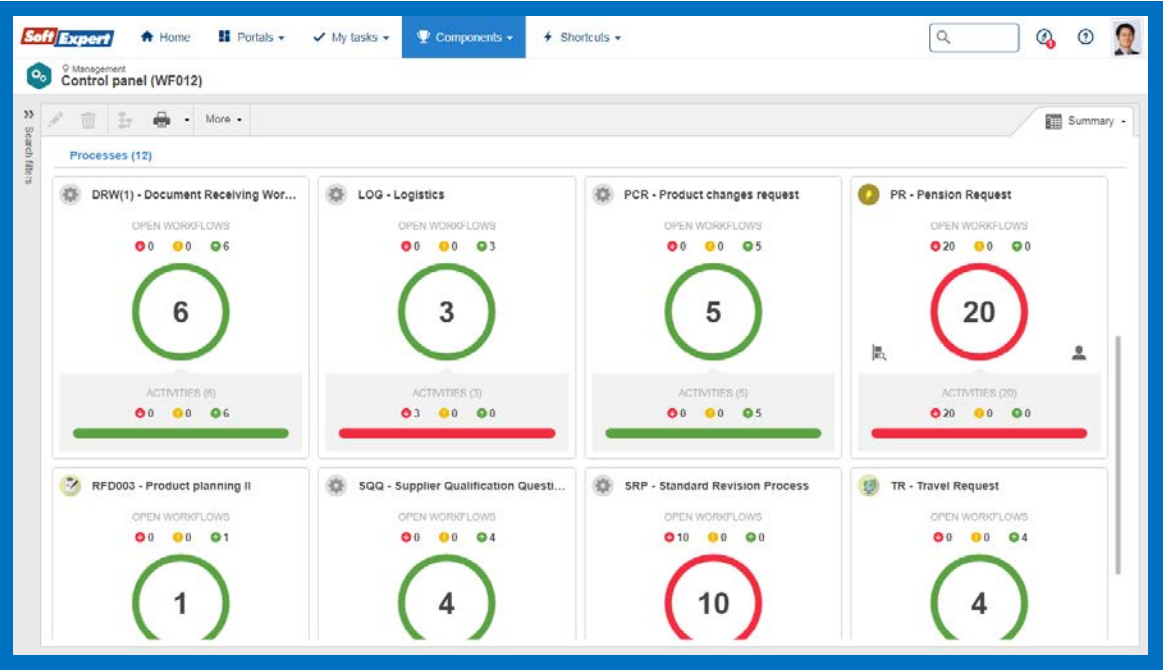 Soft Expert Home Portals My tasks Components Shortcuts
Management
Control panel (WF012)
Search filters
More Summary
Processes (12)
DRW(1) - Document Receiving Wor... LOG - Logistics PCR - Product changes request PR - Pension Request
OPEN WORKFLOWS OPEN WORKFLOWS OPEN WORKFLOWS OPEN WORKFLOWS
0 0 6 0 0 3 0 0 5 20 0 0
6 3 5 20
ACTIVITIES (6) ACTIVITIES (3) ACTIVITIES (5) ACTIVITIES (20)
0 0 6 3 0 0 0 0 5 20 0 0
RFD003 - Product planning II SQQ - Supplier Qualification Questi... SRP - Standard Revision Process TR - Travel Request
OPEN WORKFLOWS OPEN WORKFLOWS OPEN WORKFLOWS OPEN WORKFLOWS
0 0 1 0 0 4 10 0 0 0 0 4
1 4 10 4